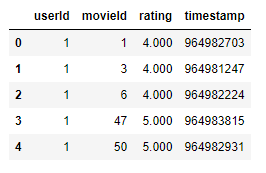 userId movieId rating timestamp
0 1 1 4.000 964982703
1 1 3 4.000 964981247
2 1 6 4.000 964982224
3 1 47 5.000 964983815
4 1 50 5.000 964982931